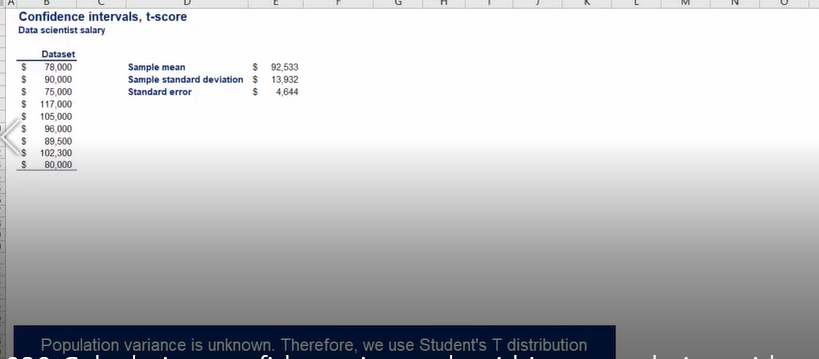 A B C D E F G H I J K L M N O
Confidence intervals, t-score
Data scientist salary
Dataset
$ 78,000 Sample mean $ 92,533
$ 90,000 Sample standard deviation $ 13,932
$ 75,000 Standard error $ 4,644
$ 117,000
$ 105,000
$ 96,000
$ 89,500
$ 102,300
$ 80,000
Population variance is unknown. Therefore, we use Student's T distribution